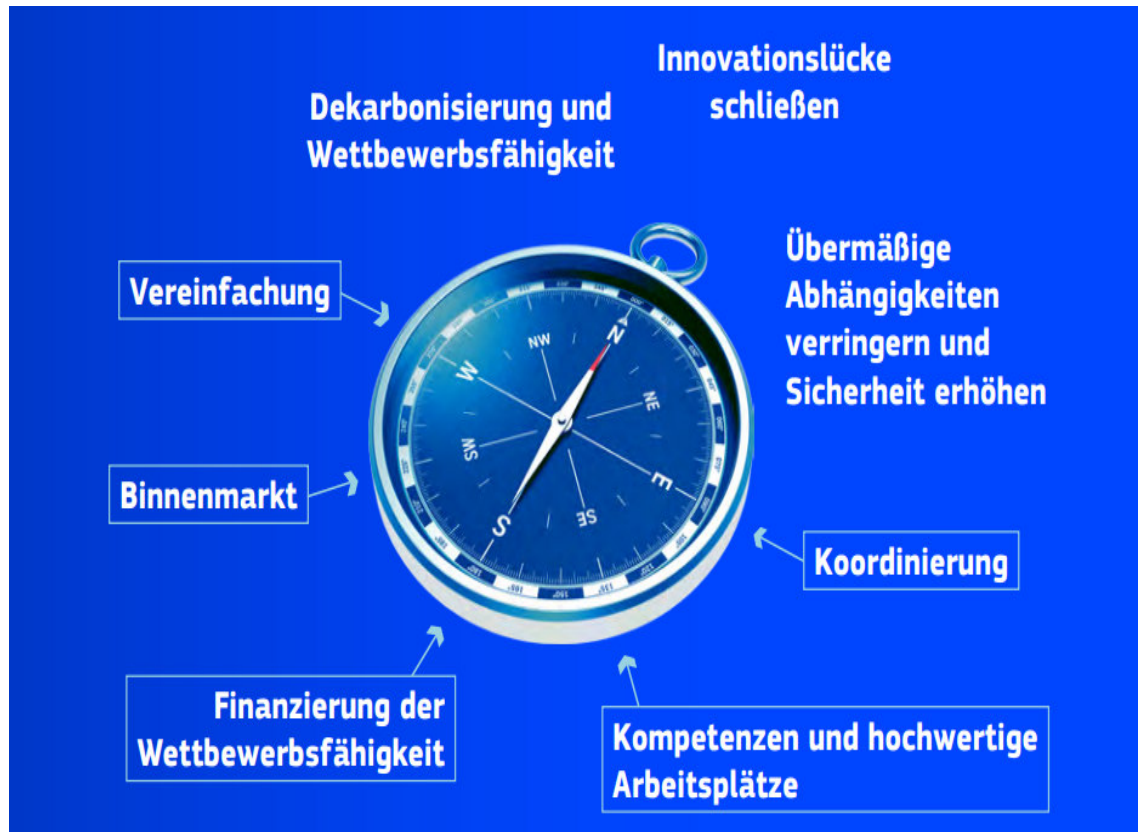 Innovationslücke
schließen
Dekarbonisierung und
Wettbewerbsfähigkeit
Übermäßige
Abhängigkeiten
verringern und
Sicherheit erhöhen
Vereinfachung
NW
N
W
NE
SW
E
S
SE
Binnenmarkt
Koordinierung
Finanzierung der
Wettbewerbsfähigkeit
Kompetenzen und hochwertige
Arbeitsplätze